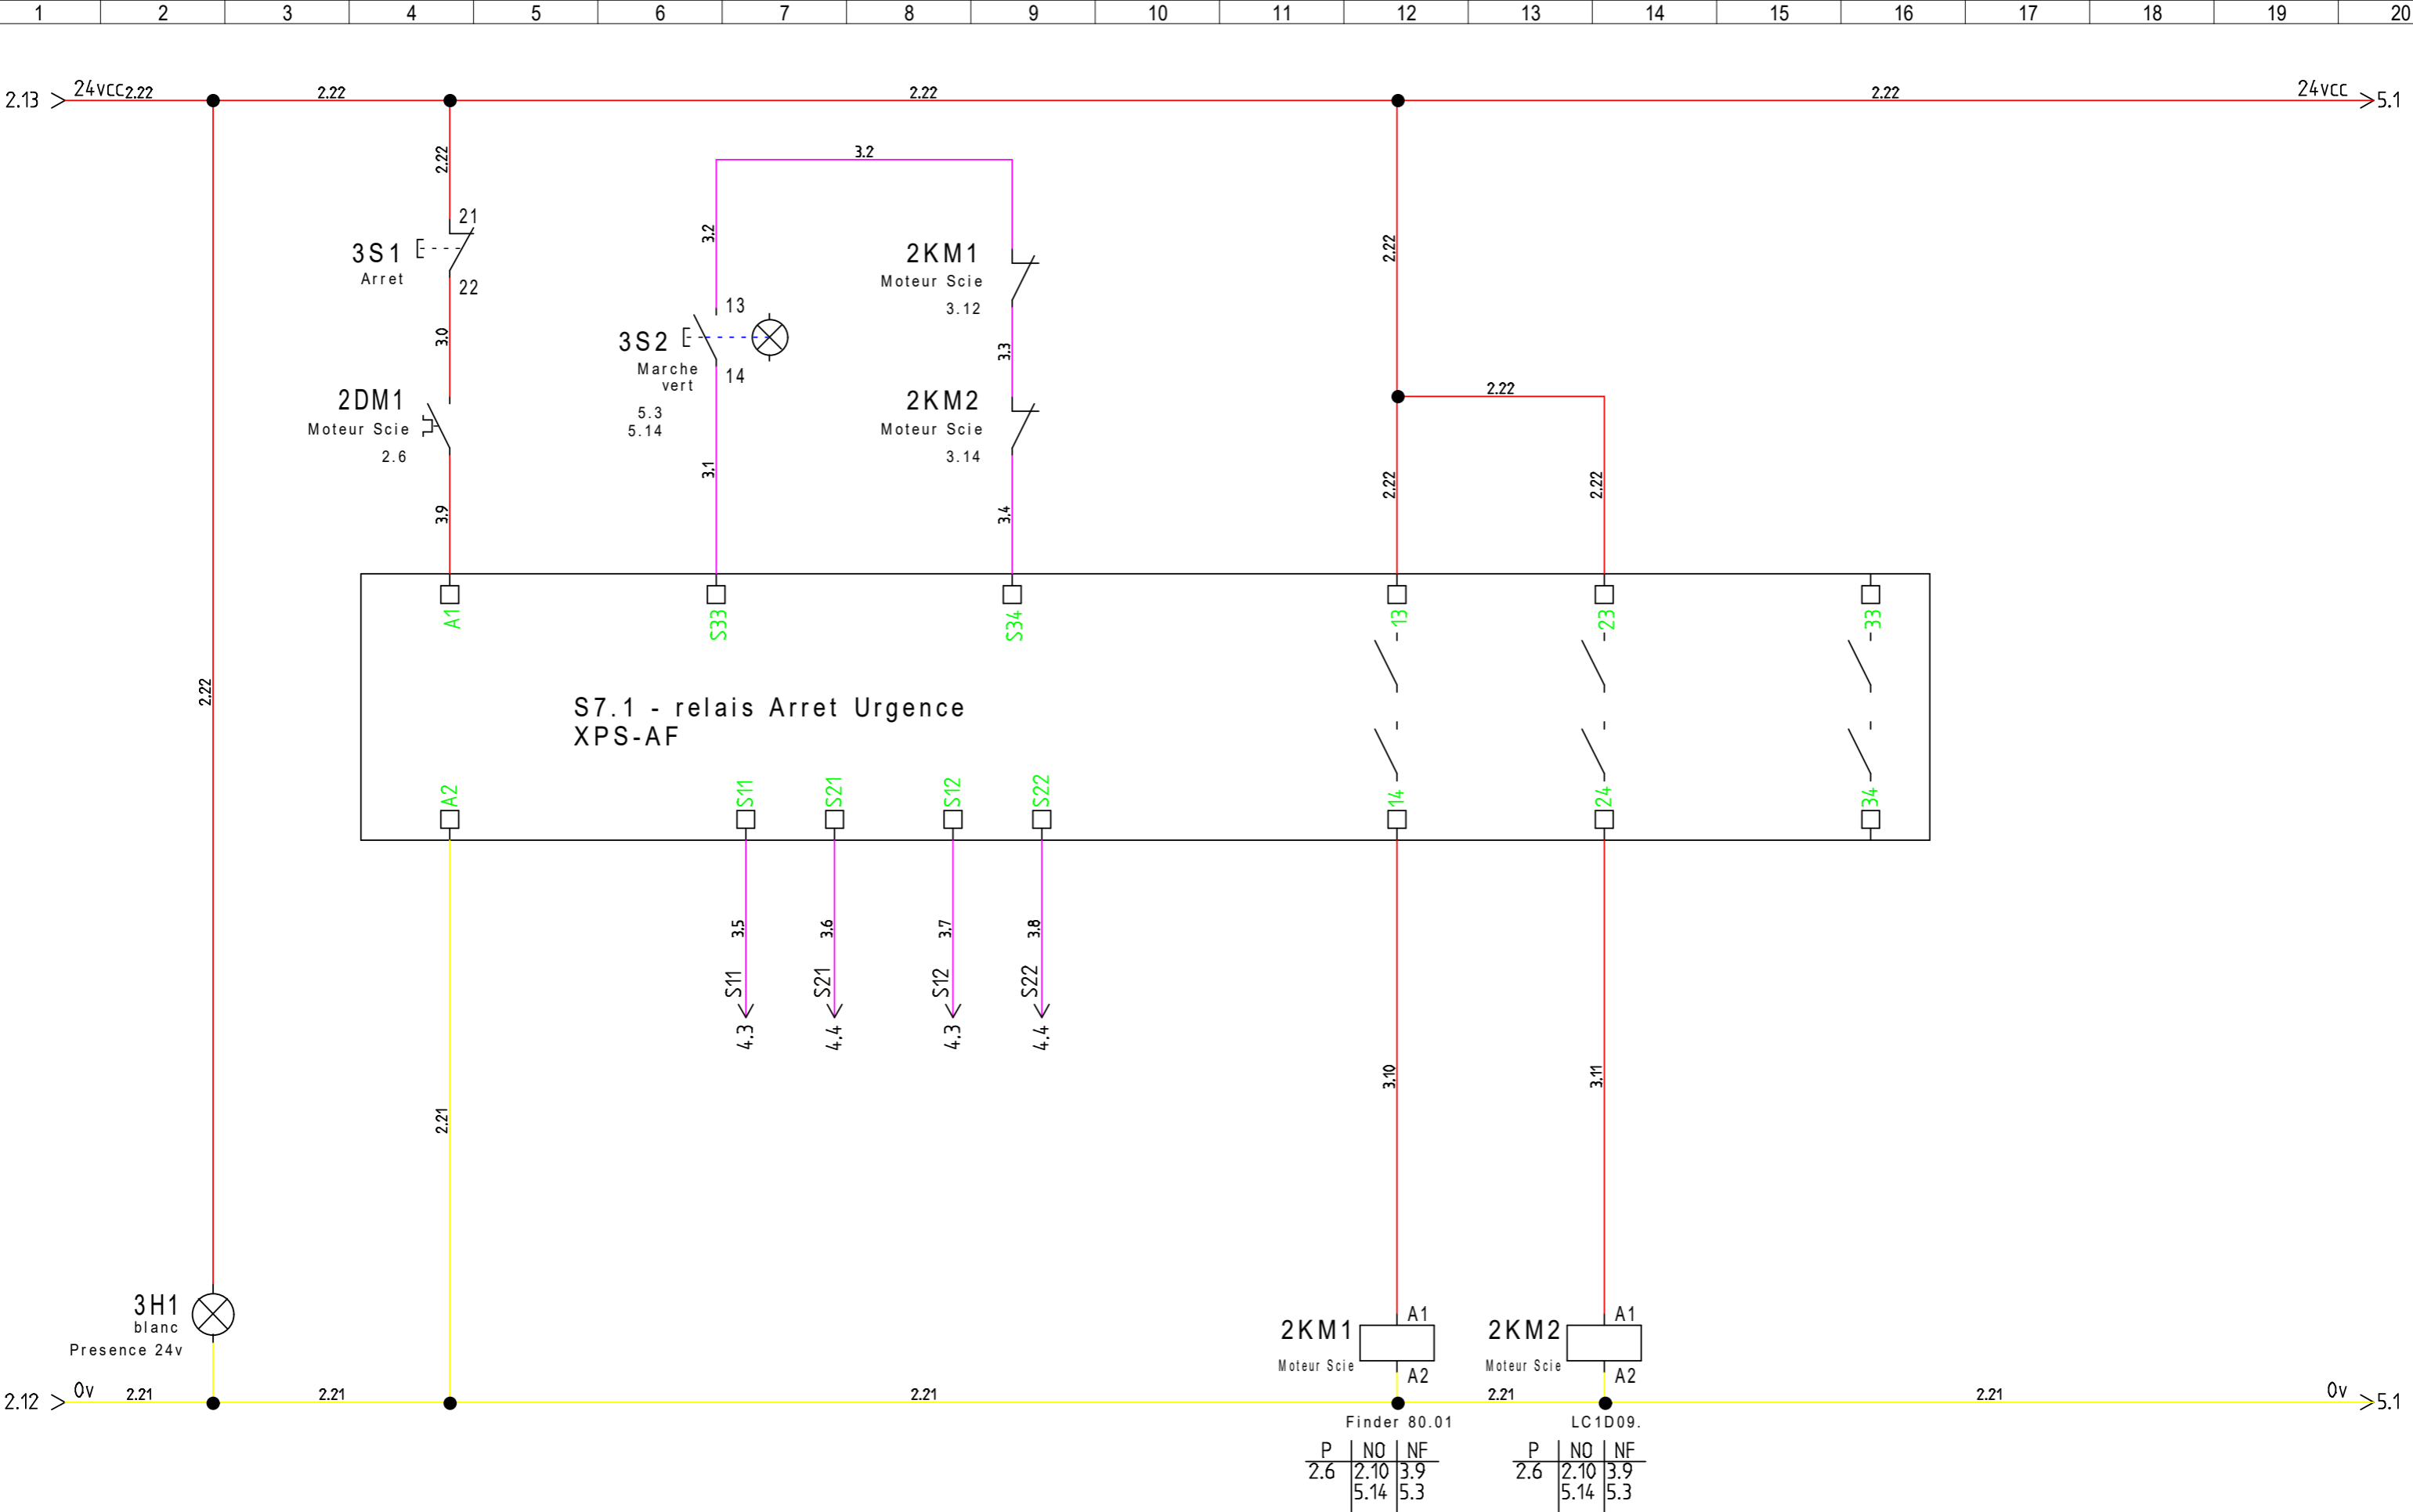 1 2 3 4 5 6 7 8 9 10 11 12 13 14 15 16 17 18 19 20
2.13 24vcc 2.22 2.22 2.22 2.22 24vcc 5.1
2.22
3.2
21
3S1
Arret
22
3.2
13
3S2
Marche
vert
14
5.3
5.14
2KM1
Moteur Scie
3.12
2.22
3.0
3.3
2DM1
Moteur Scie
2.6
2KM2
Moteur Scie
3.14
2.22
3.9
3.1
3.4
2.22
2.22
A1 S33 S34 13 23 33
2.22
S7.1 - relais Arret Urgence
XPS-AF
A2 S11 S21 S12 S22 14 24 34
3.5 3.6 3.7 3.8
S11 S21 S12 S22
4.3 4.4 4.3 4.4
2.21
3.10
3.11
3H1
blanc
Presence 24v
2KM1
Moteur Scie
A1
A2
2KM2
Moteur Scie
A1
A2
2.12 0v 2.21 2.21 2.21 2.21 2.21 0v 5.1
Finder 80.01
LC1D09.
P NO NF
2.6 2.10 3.9
5.14 5.3
P NO NF
2.6 2.10 3.9
5.14 5.3